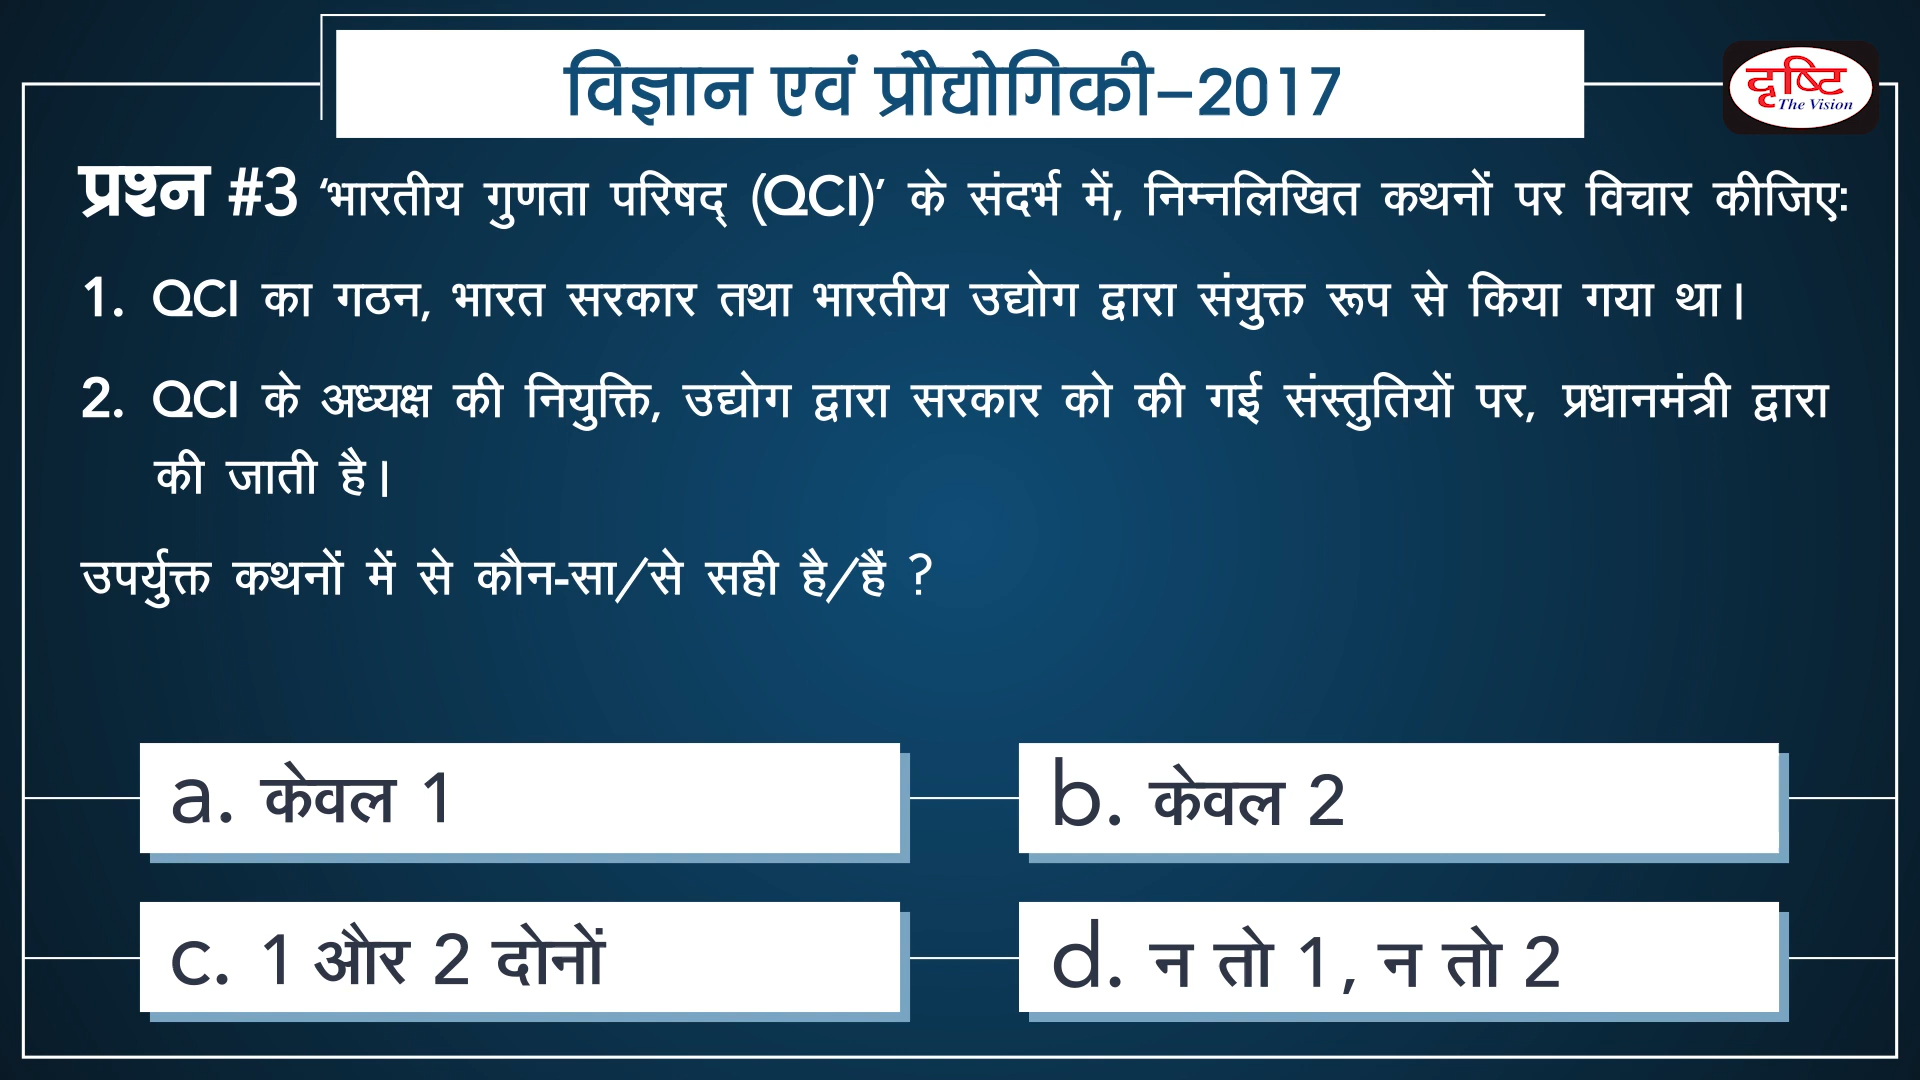 विज्ञान एवं प्रौद्योगिकी–2017
दृष्टि
The Vision
प्रश्न #3 ‘भारतीय गुणता परिषद् (QCI)’ के संदर्भ में, निम्नलिखित कथनों पर विचार कीजिएः
1. QCI का गठन, भारत सरकार तथा भारतीय उद्योग द्वारा संयुक्त रूप से किया गया था।
2. QCI के अध्यक्ष की नियुक्ति, उद्योग द्वारा सरकार को की गई संस्तुतियों पर, प्रधानमंत्री द्वारा
की जाती है।
उपर्युक्त कथनों में से कौन-सा/से सही है/हैं ?
a. केवल 1
b. केवल 2
c. 1 और 2 दोनों
d. न तो 1, न तो 2